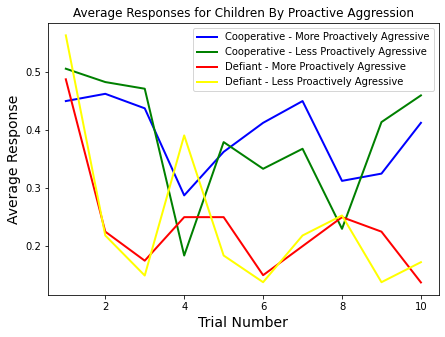 Average Responses for Children By Proactive Aggression
Cooperative - More Proactively Agressive
Cooperative - Less Proactively Agressive
Defiant - More Proactively Agressive
Defiant - Less Proactively Agressive
Average Response
0.5
0.4
0.3
0.2
2
4
6
8
10
Trial Number